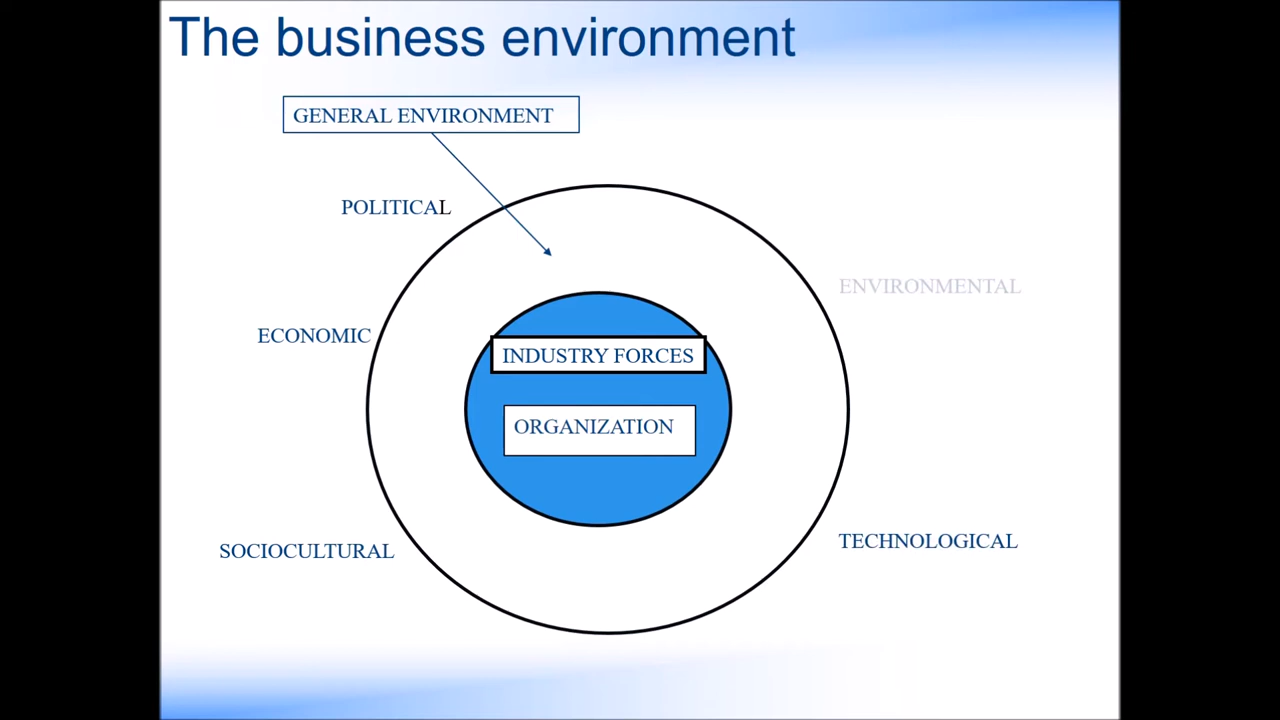 The business environment
GENERAL ENVIRONMENT
POLITICAL
ENVIRONMENTAL
ECONOMIC
INDUSTRY FORCES
ORGANIZATION
SOCIOCULTURAL
TECHNOLOGICAL